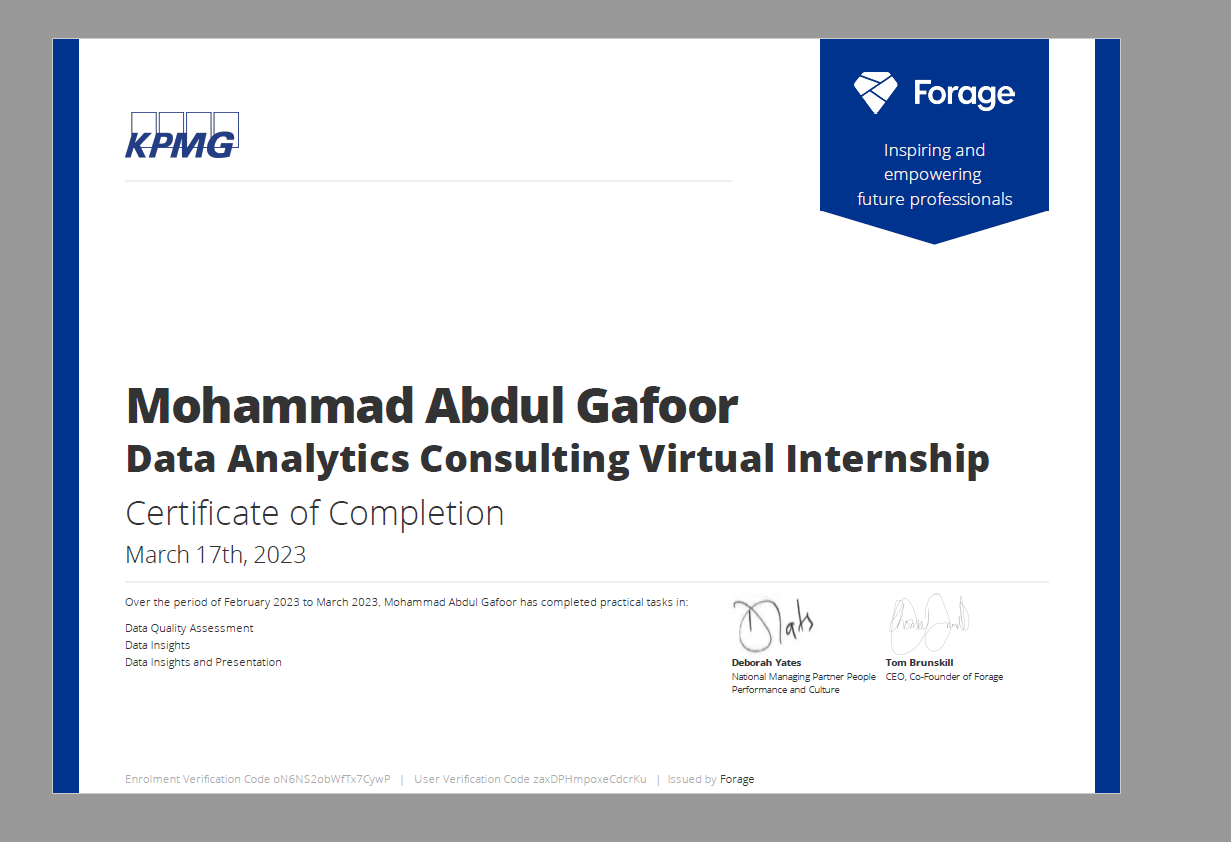 KPMG
Forage
Inspiring and
empowering
future professionals
Mohammad Abdul Gafoor
Data Analytics Consulting Virtual Internship
Certificate of Completion
March 17th, 2023
Over the period of February 2023 to March 2023, Mohammad Abdul Gafoor has completed practical tasks in:
Data Quality Assessment
Data Insights
Data Insights and Presentation
Deborah Yates
National Managing Partner People
Performance and Culture
Tom Brunskill
CEO, Co-Founder of Forage
Enrolment Verification Code oN6NS2obWfTx7CywP | User Verification Code zaxDPHmpoxeCdcrKu | Issued by Forage